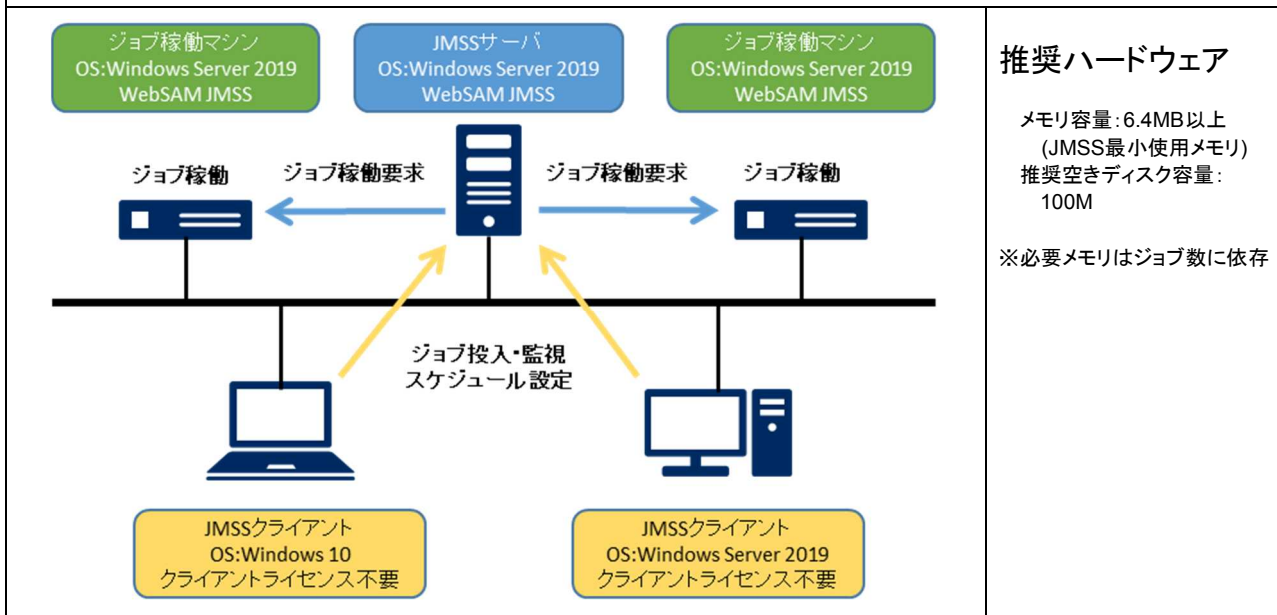 ジョブ稼働マシン
OS:Windows Server 2019
WebSAM JMSS
JMSSサーバ
OS:Windows Server 2019
WebSAM JMSS
ジョブ稼働マシン
OS:Windows Server 2019
WebSAM JMSS
ジョブ稼働
ジョブ稼働要求
ジョブ稼働要求
ジョブ稼働
ジョブ投入・監視
スケジュール設定
JMSSクライアント
OS:Windows 10
クライアントライセンス不要
JMSSクライアント
OS:Windows Server 2019
クライアントライセンス不要
推奨ハードウェア
メモリ容量:6.4MB以上
(JMSS最小使用メモリ)
推奨空きディスク容量:
100M
※必要メモリはジョブ数に依存